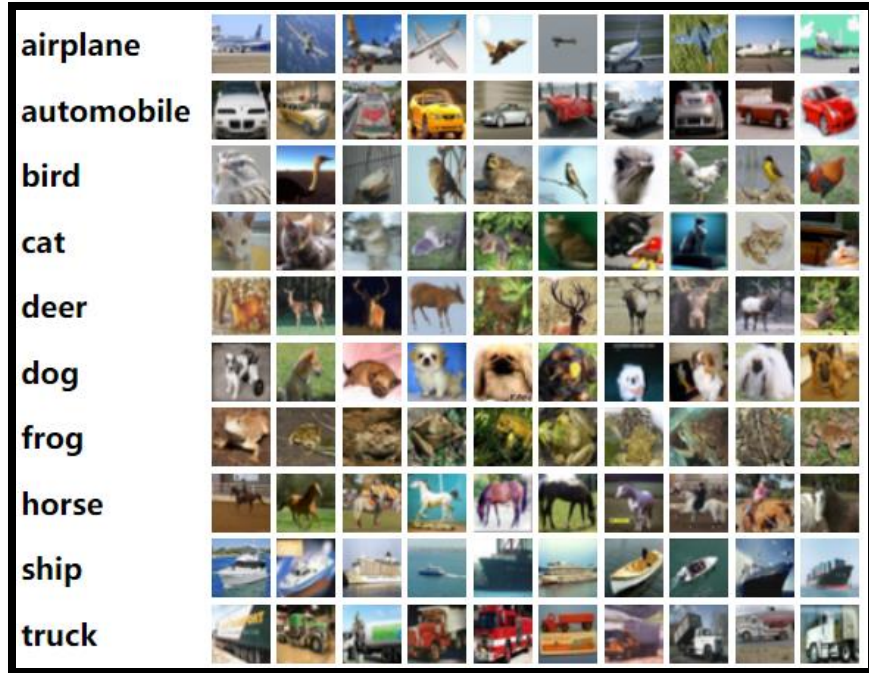 airplane
automobile
bird
cat
deer
dog
frog
horse
ship
truck